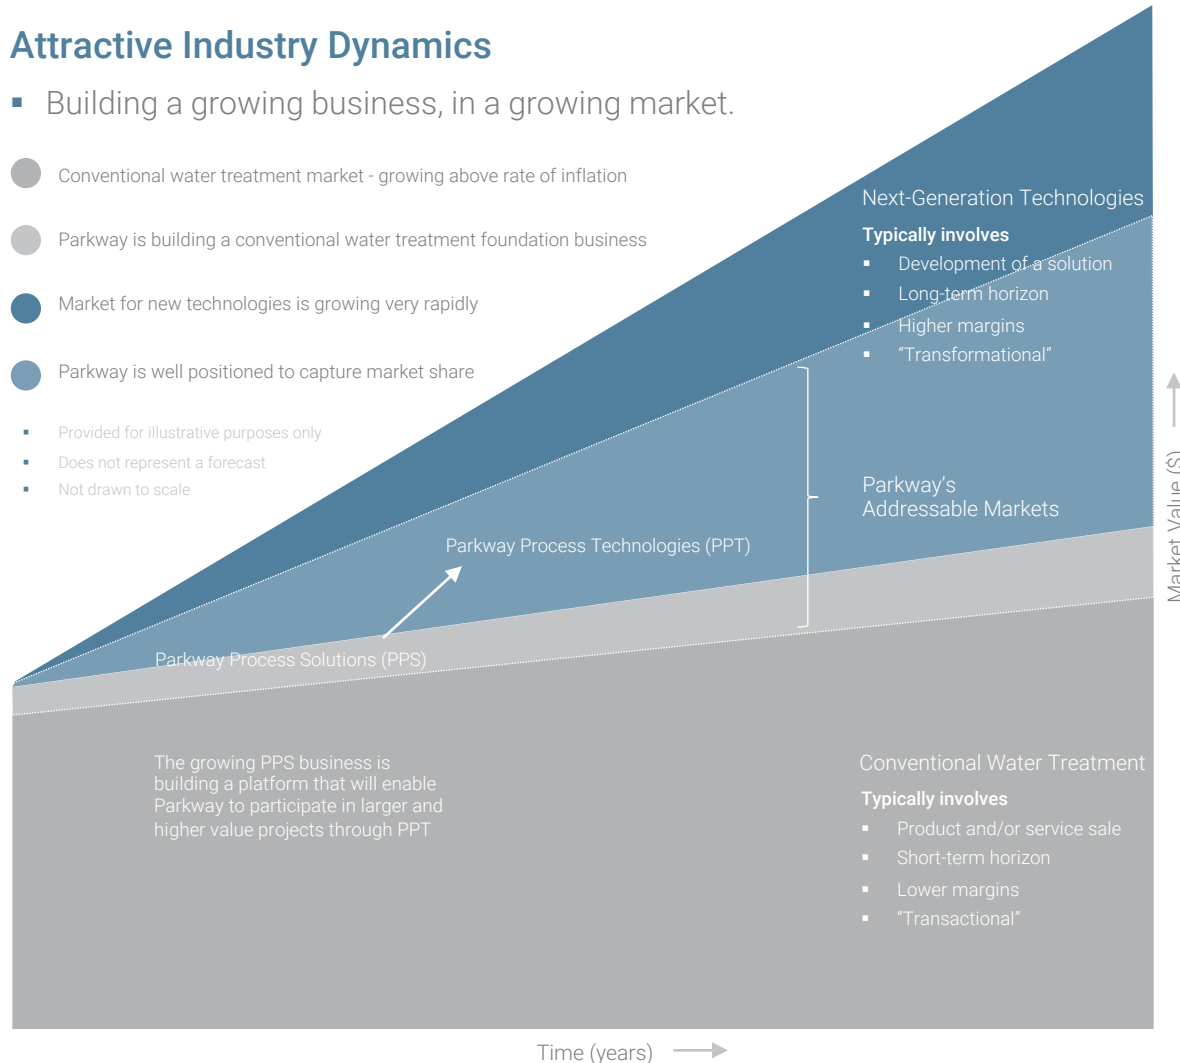 Attractive Industry Dynamics
▪ Building a growing business, in a growing market.
Conventional water treatment market - growing above rate of inflation
Parkway is building a conventional water treatment foundation business
Market for new technologies is growing very rapidly
Parkway is well positioned to capture market share
▪ Provided for illustrative purposes only
▪ Does not represent a forecast
▪ Not drawn to scale
Next-Generation Technologies
Typically involves
▪ Development of a solution
▪ Long-term horizon
▪ Higher margins
▪ “Transformational”
Parkway’s
Addressable Markets
Parkway Process Technologies (PPT)
Parkway Process Solutions (PPS)
The growing PPS business is
building a platform that will enable
Parkway to participate in larger and
higher value projects through PPT
Conventional Water Treatment
Typically involves
▪ Product and/or service sale
▪ Short-term horizon
▪ Lower margins
▪ “Transactional”
Market Value ($)
Time (years)